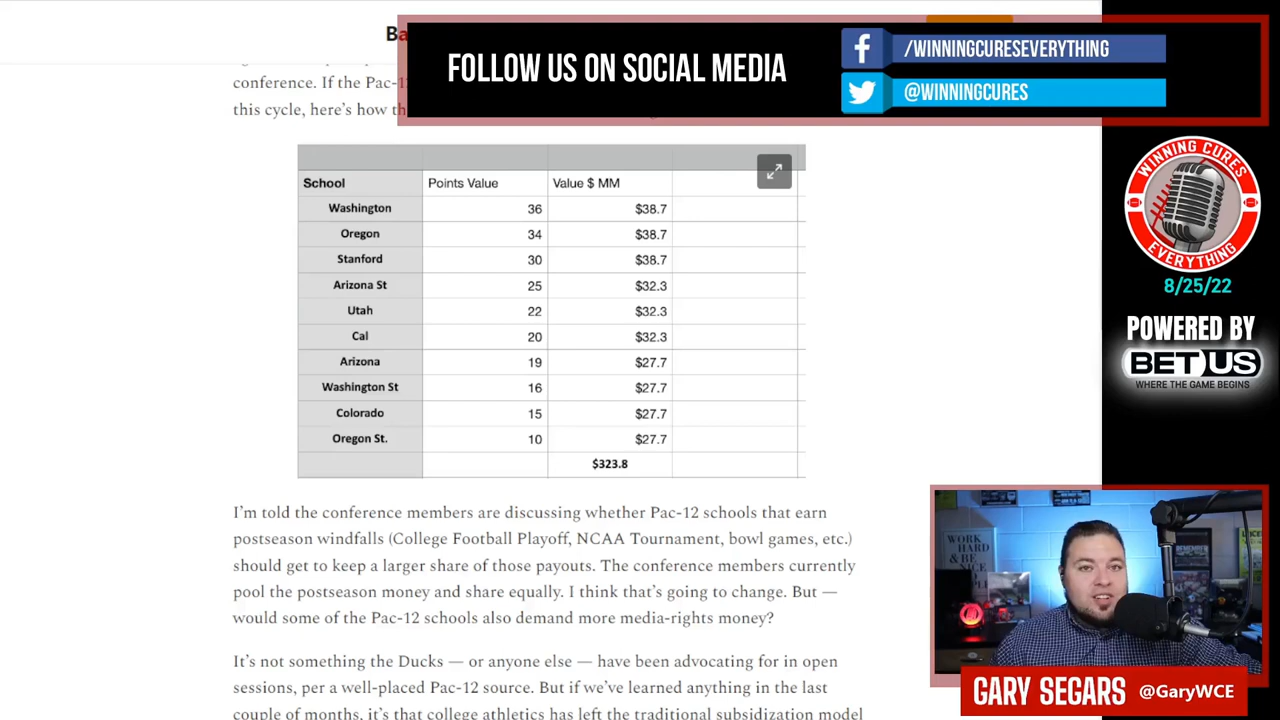 Ba
FOLLOW US ON SOCIAL MEDIA
/WINNINGCURESEVERYTHING
@WINNINGCURES
conference. If the Pac-1
this cycle, here's how th
School Points Value Value $ MM
Washington 36 $38.7
Oregon 34 $38.7
Stanford 30 $38.7
Arizona St 25 $32.3
Utah 22 $32.3
Cal 20 $32.3
Arizona 19 $27.7
Washington St 16 $27.7
Colorado 15 $27.7
Oregon St. 10 $27.7
$323.8
I'm told the conference members are discussing whether Pac-12 schools that earn
postseason windfalls (College Football Playoff, NCAA Tournament, bowl games, etc.)
should get to keep a larger share of those payouts. The conference members currently
pool the postseason money and share equally. I think that's going to change. But —
would some of the Pac-12 schools also demand more media-rights money?
It's not something the Ducks — or anyone else — have been advocating for in open
sessions, per a well-placed Pac-12 source. But if we've learned anything in the last
couple of months, it's that college athletics has left the traditional subsidization model
WINNING CURES
EVERYTHING
8/25/22
POWERED BY
BETUS
WHERE THE GAME BEGINS
WORK
HARD
& BE
NICE
GARY SEGARS @GaryWCE